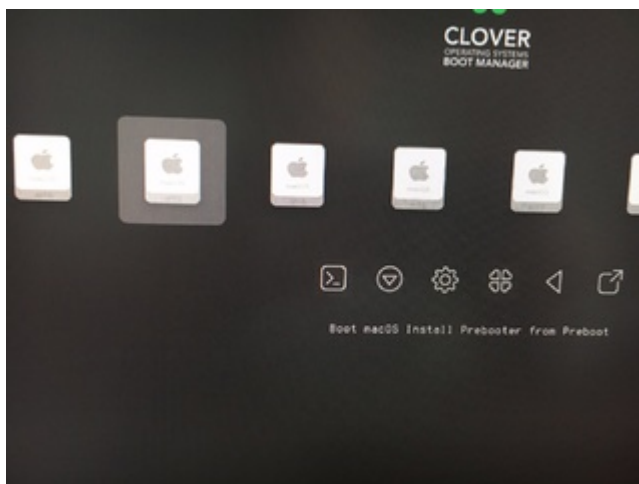 CLOVER
OPERATING SYSTEMS
BOOT MANAGER
Boot macOS Install Prebooter from Preboot